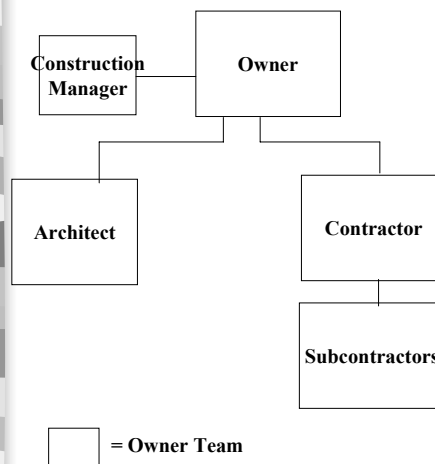 Construction
Manager
Owner
Architect
Contractor
Subcontractors
= Owner Team